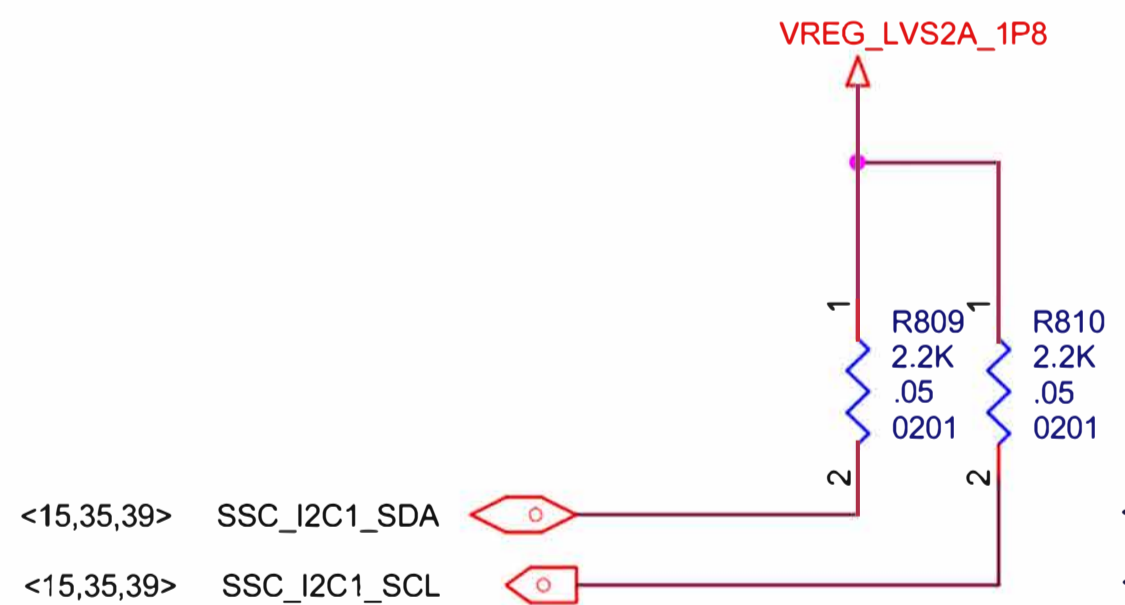 VREG_LVS2A_1P8
1
1
R809
2.2K
.05
0201
R810
2.2K
.05
0201
2
2
<15,35,39> SSC_I2C1_SDA
<15,35,39> SSC_I2C1_SCL